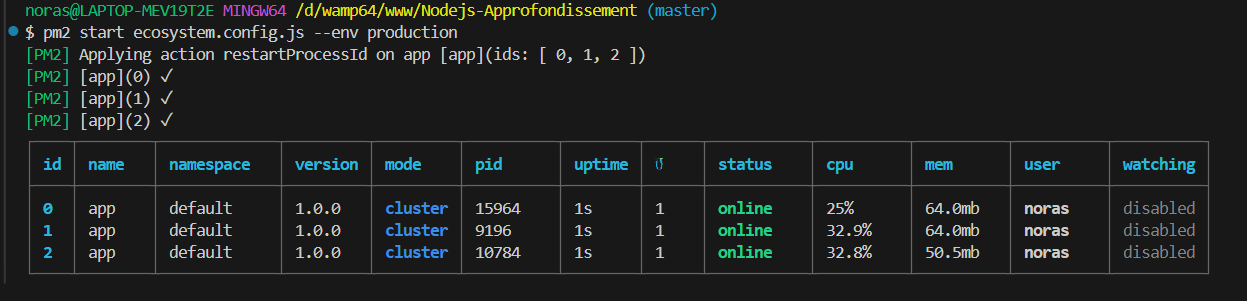 noras@LAPTOP-MEV19T2E MINGW64 /d/wamp64/www/Nodejs-Approfondissement (master)
$ pm2 start ecosystem.config.js --env production
[PM2] Applying action restartProcessId on app [app](ids: [ 0, 1, 2 ])
[PM2] [app](0) ✓
[PM2] [app](1) ✓
[PM2] [app](2) ✓
id name namespace version mode pid uptime ↺ status cpu mem user watching
0 app default 1.0.0 cluster 15964 1s 1 online 25% 64.0mb noras disabled
1 app default 1.0.0 cluster 9196 1s 1 online 32.9% 64.0mb noras disabled
2 app default 1.0.0 cluster 10784 1s 1 online 32.8% 50.5mb noras disabled